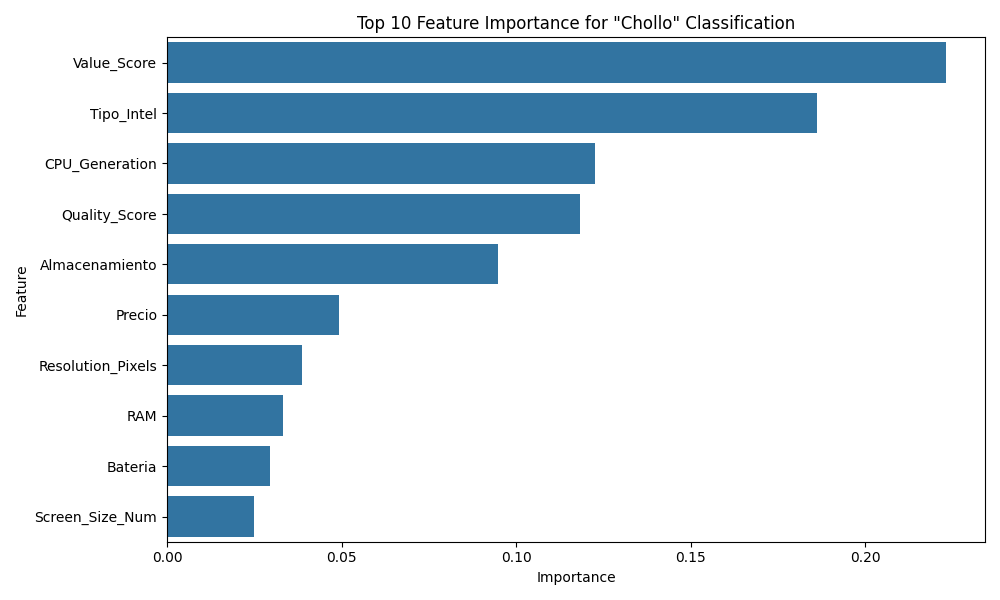 Top 10 Feature Importance for "Chollo" Classification
Value_Score
Tipo_Intel
CPU_Generation
Quality_Score
Almacenamiento
Precio
Resolution_Pixels
RAM
Bateria
Screen_Size_Num
Feature
0.00 0.05 0.10 0.15 0.20
Importance